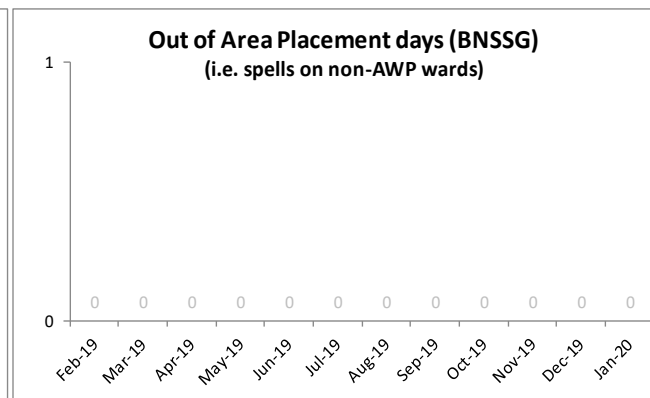 Out of Area Placement days (BNSSG)
(i.e. spells on non-AWP wards)
1
0 0 0 0 0 0 0 0 0 0 0 0
0
Feb-19 Mar-19 Apr-19 May-19 Jun-19 Jul-19 Aug-19 Sep-19 Oct-19 Nov-19 Dec-19 Jan-20